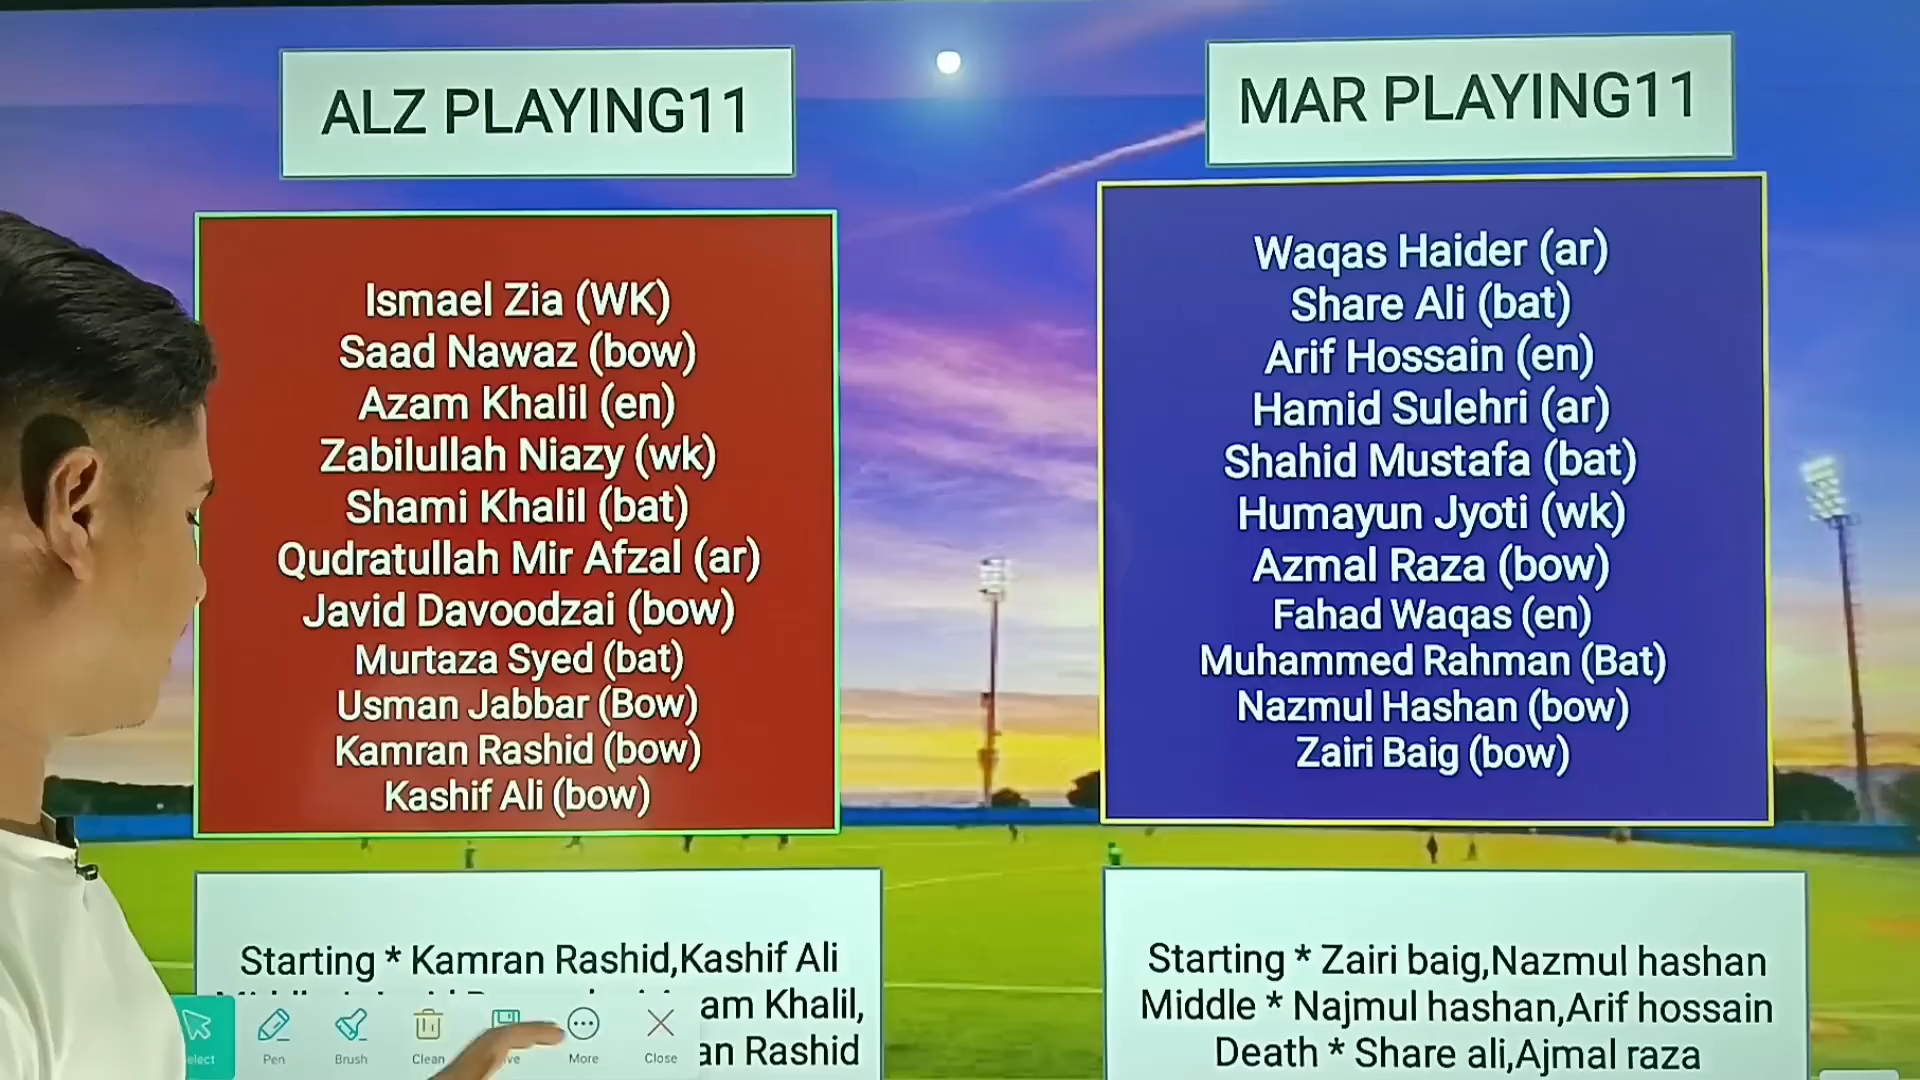 ALZ PLAYING11
Ismael Zia (WK)
Saad Nawaz (bow)
Azam Khalil (en)
Zabilullah Niazy (wk)
Shami Khalil (bat)
Qudratullah Mir Afzal (ar)
Javid Davoodzai (bow)
Murtaza Syed (bat)
Usman Jabbar (Bow)
Kamran Rashid (bow)
Kashif Ali (bow)
Starting * Kamran Rashid,Kashif Ali
am Khalil,
an Rashid
MAR PLAYING11
Waqas Haider (ar)
Share Ali (bat)
Arif Hossain (en)
Hamid Sulehri (ar)
Shahid Mustafa (bat)
Humayun Jyoti (wk)
Azmal Raza (bow)
Fahad Waqas (en)
Muhammed Rahman (Bat)
Nazmul Hashan (bow)
Zairi Baig (bow)
Starting * Zairi baig,Nazmul hashan
Middle * Najmul hashan,Arif hossain
Death * Share ali,Ajmal raza
elect Pen Brush Clean ve More Close